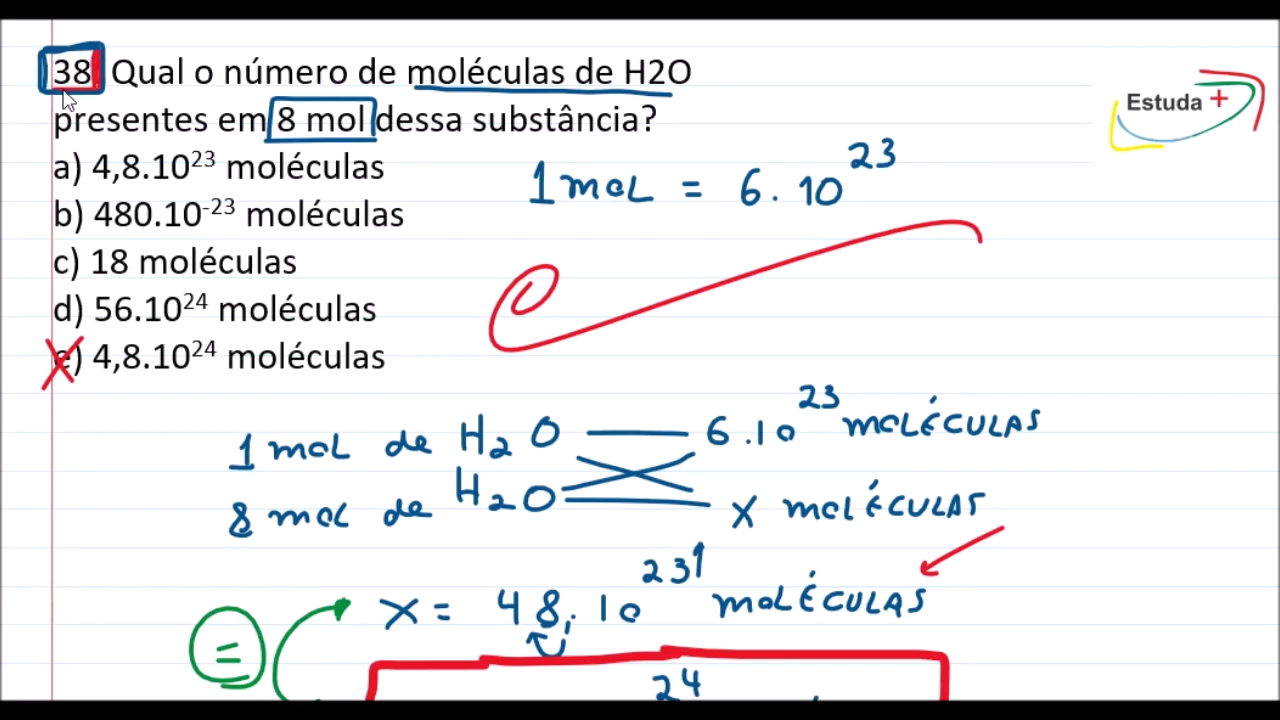 38 Qual o número de moléculas de H2O
presentes em 8 mol dessa substância?
a) 4,8.10²³ moléculas
b) 480.10⁻²³ moléculas
c) 18 moléculas
d) 56.10²⁴ moléculas
e) 4,8.10²⁴ moléculas
Estuda +
1 mol = 6.10²³
1 mol de H₂O 6.10²³ MOLÉCULAS
8 mol de H₂O X MOLÉCULAS
X = 48,10²³ MOLÉCULAS
=
24